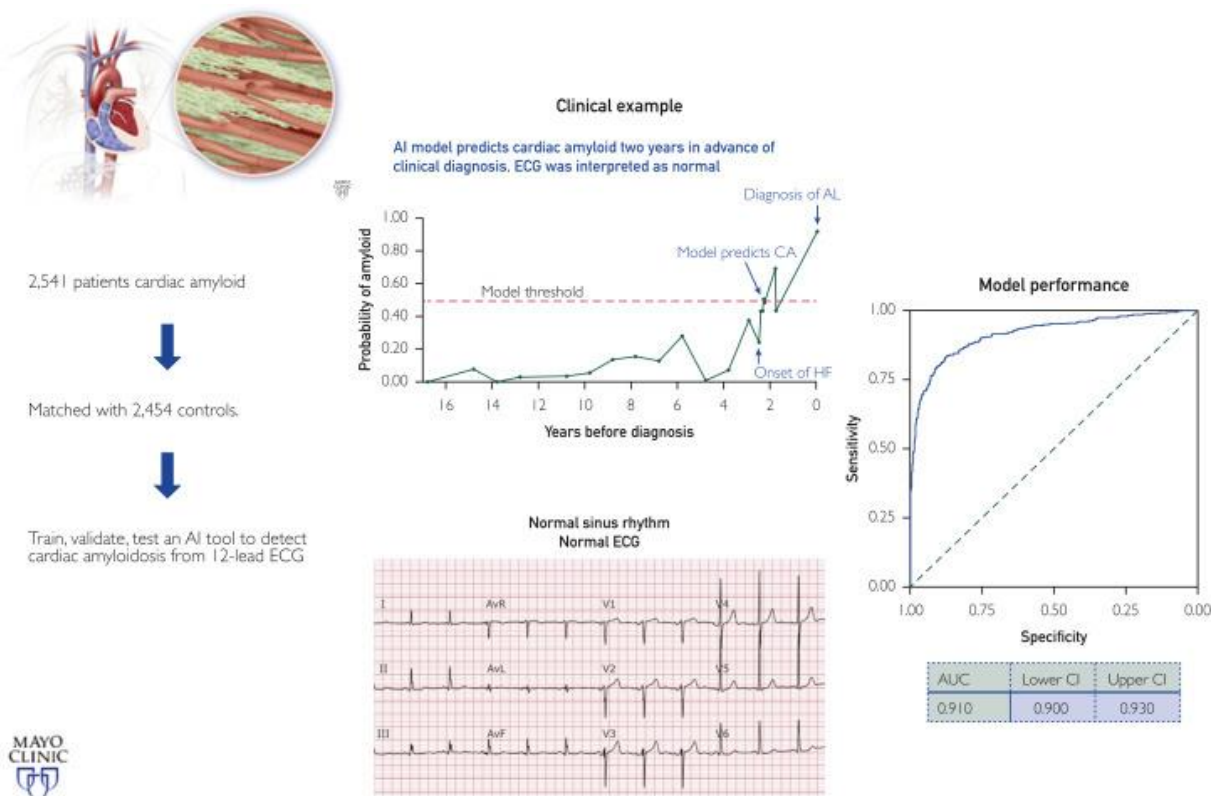 2,541 patients cardiac amyloid
Matched with 2,454 controls.
Train, validate, test an AI tool to detect
cardiac amyloidosis from 12-lead ECG
MAYO
CLINIC
Clinical example
AI model predicts cardiac amyloid two years in advance of
clinical diagnosis. ECG was interpreted as normal
Diagnosis of AL
Model predicts CA
Model threshold
Onset of HF
Probability of amyloid
1.00
0.80
0.60
0.40
0.20
0.00
16 14 12 10 8 6 4 2 0
Years before diagnosis
Normal sinus rhythm
Normal ECG
I AvR V1 V4
II AvL V2 V5
III AvF V3 V6
Model performance
Sensitivity
1.00
0.75
0.50
0.25
0.00
1.00 0.75 0.50 0.25 0.00
Specificity
AUC Lower CI Upper CI
0.910 0.900 0.930